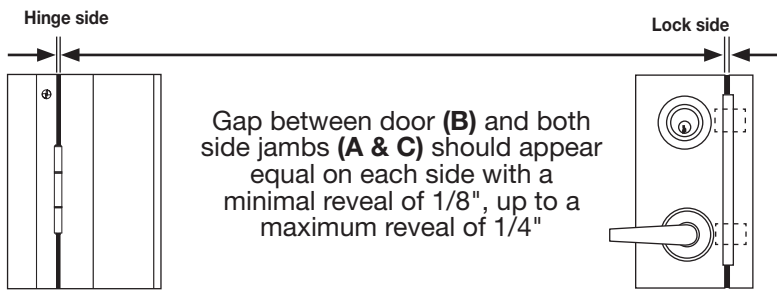 Hinge side
Lock side
Gap between door (B) and both
side jambs (A & C) should appear
equal on each side with a
minimal reveal of 1/8", up to a
maximum reveal of 1/4"